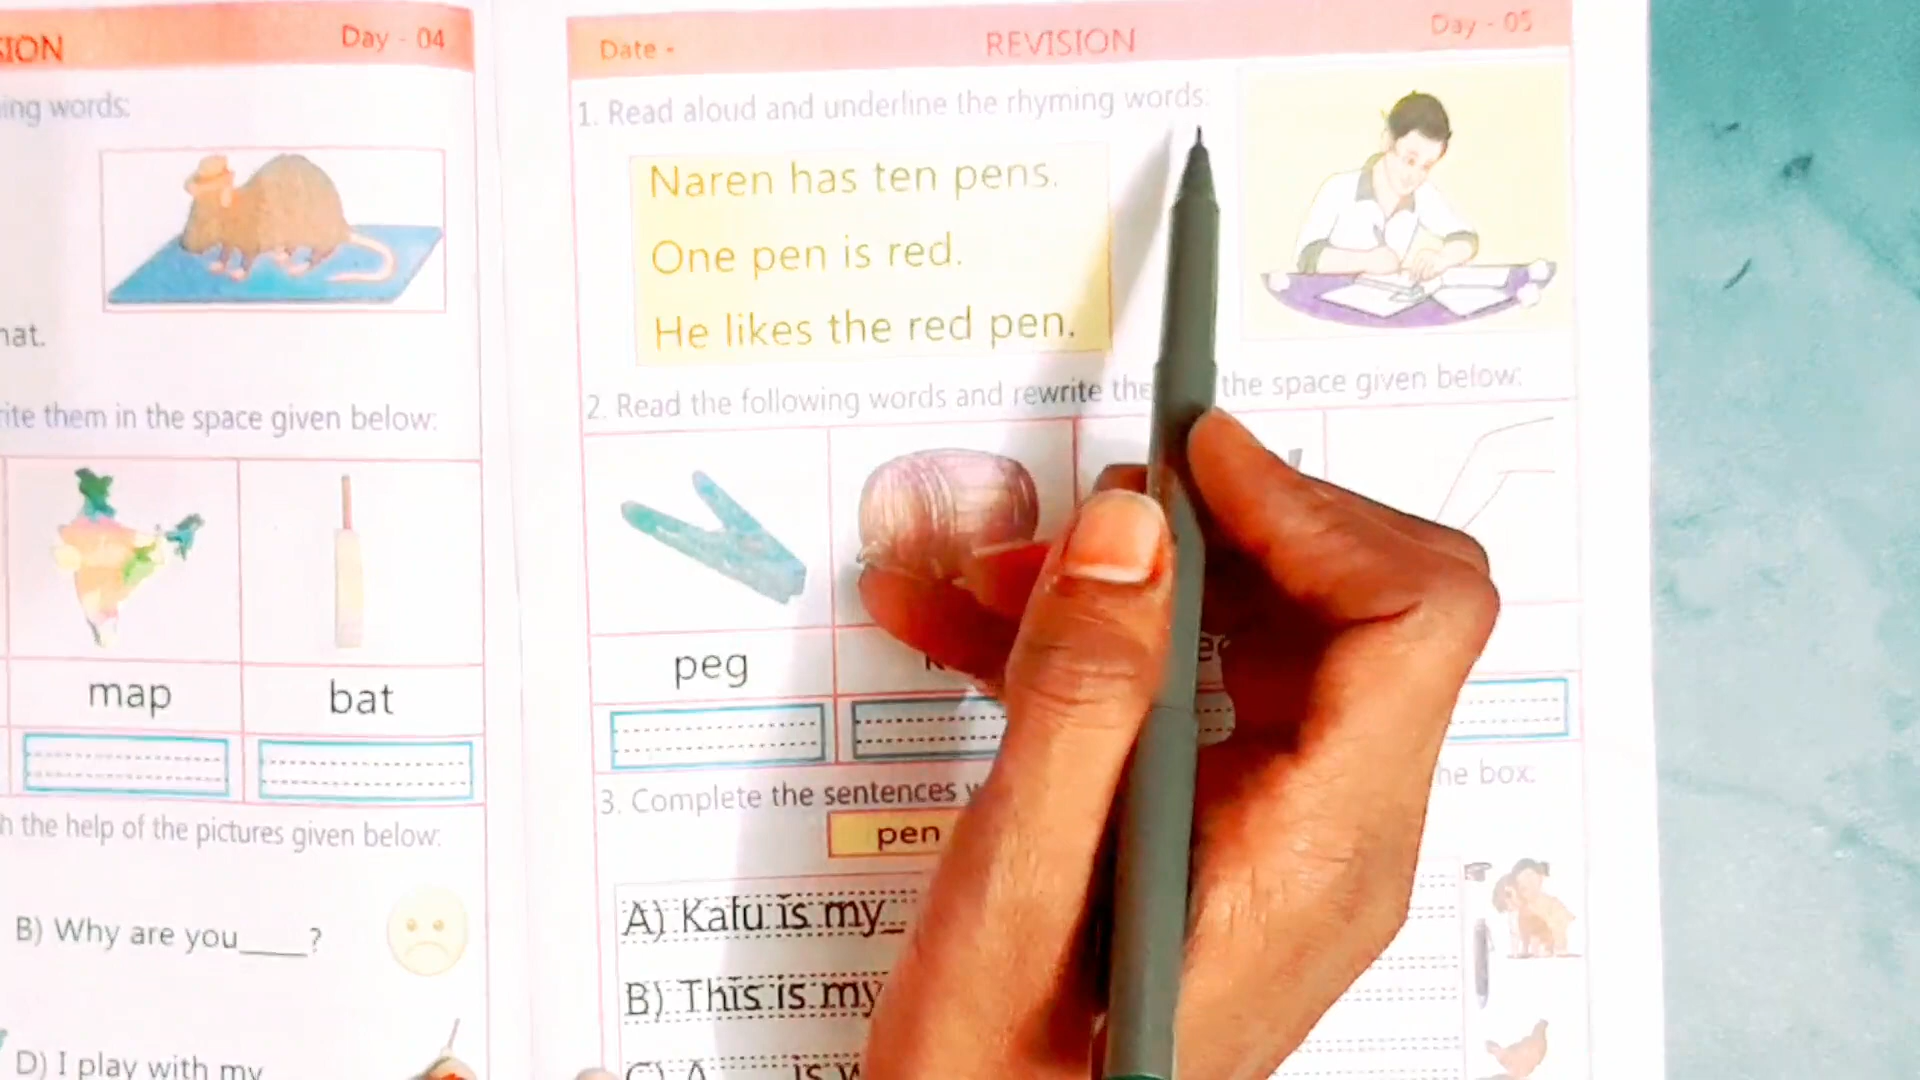 SION
Day - 04
ing words:
hat.
rite them in the space given below:
map
bat
h the help of the pictures given below:
B) Why are you____?
D) I play with my
Date -
REVISION
Day - 05
1. Read aloud and underline the rhyming words:
Naren has ten pens.
One pen is red.
He likes the red pen.
2. Read the following words and rewrite the the space given below:
peg
3. Complete the sentences
he box:
pen
A) Kalu is my_
B) This is my
C) A is